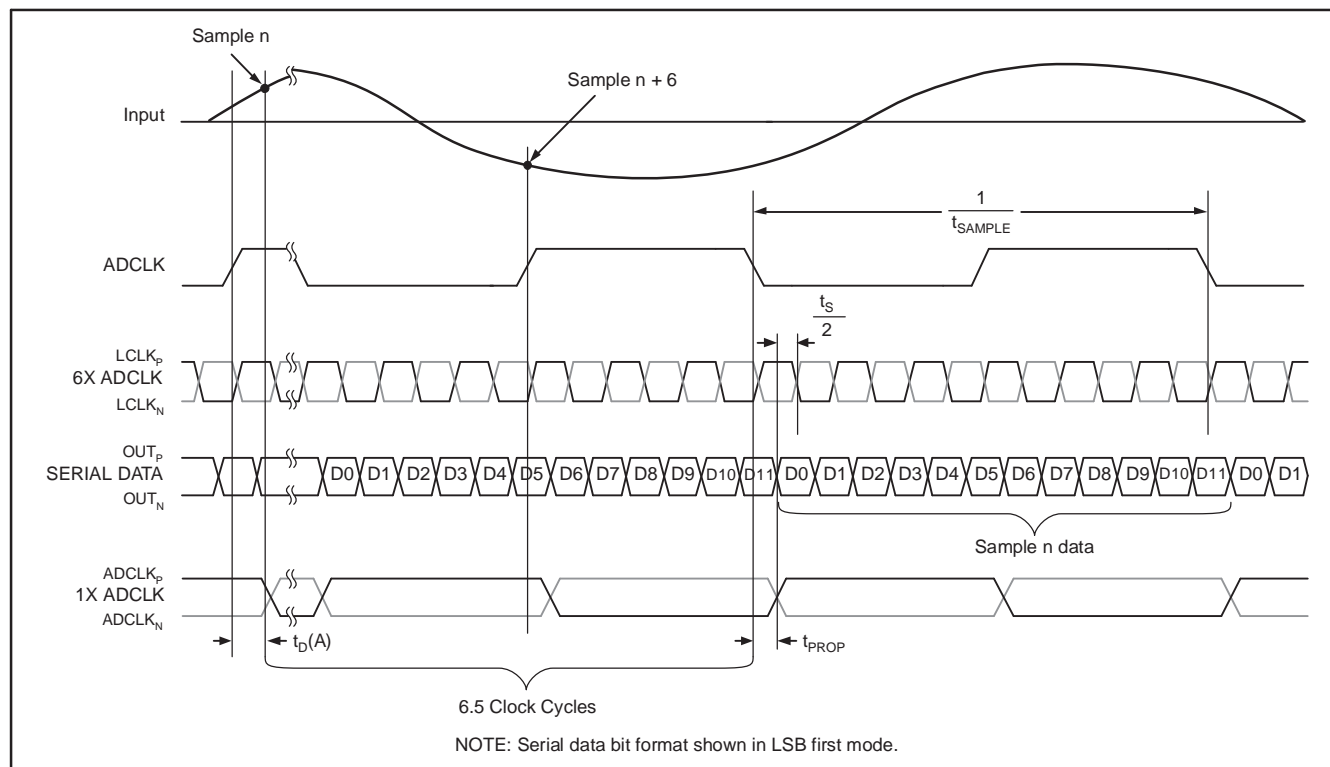 Sample n
Sample n + 6
Input
1
tSAMPLE
ADCLK
tS
2
LCLKP
6X ADCLK
LCLKN
OUTP
SERIAL DATA
OUTN
D0 D1 D2 D3 D4 D5 D6 D7 D8 D9 D10 D11 D0 D1 D2 D3 D4 D5 D6 D7 D8 D9 D10 D11 D0 D1
Sample n data
ADCLKP
1X ADCLK
ADCLKN
tD(A)
tPROP
6.5 Clock Cycles
NOTE: Serial data bit format shown in LSB first mode.